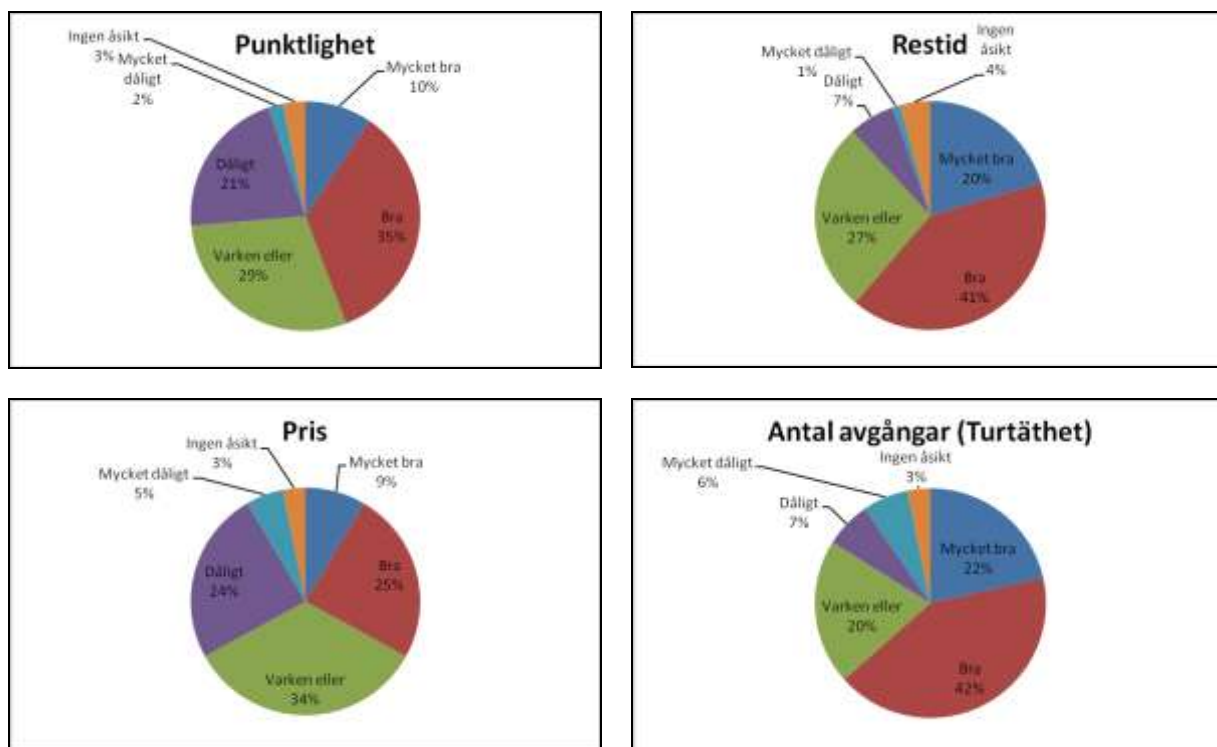 Punktlighet
Ingen åsikt
3%
Mycket
dåligt
2%
Mycket bra
10%
Dåligt
21%
Bra
35%
Varken eller
29%
Restid
Ingen
åsikt
4%
Mycket dåligt
1%
Dåligt
7%
Mycket bra
20%
Varken eller
27%
Bra
41%
Pris
Ingen åsikt
3%
Mycket dåligt
5%
Mycket bra
9%
Dåligt
24%
Bra
25%
Varken eller
34%
Antal avgångar (Turtäthet)
Ingen åsikt
3%
Mycket dåligt
6%
Dåligt
7%
Mycket bra
22%
Varken eller
20%
Bra
42%